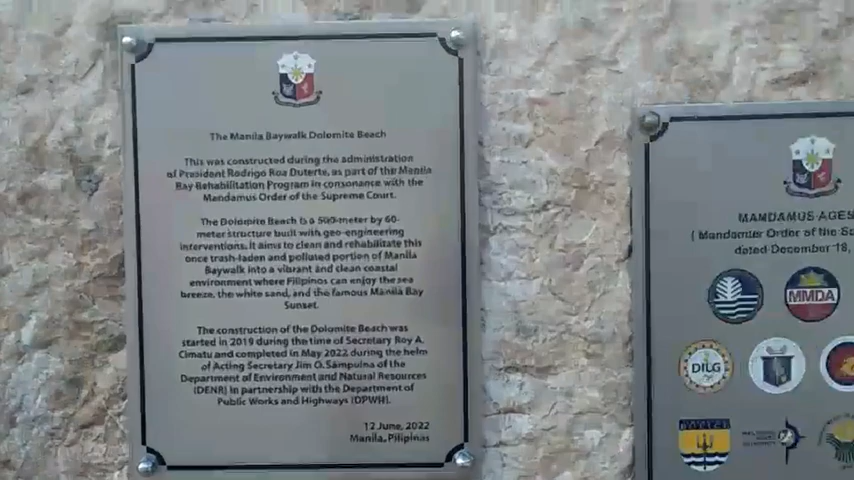 The Manila Baywalk Dolomite Beach
This was constructed during the administration
of President Rodrigo Roa Duterte, as part of the Manila
Bay Rehabilitation Program in consonance with the
Mandamus Order of the Supreme Court.
The Dolomite Beach is a 500-meter by 60-
meter structure built with geo-engineering
interventions. It aims to clean and rehabilitate this
once trash-laden and polluted portion of Manila
Baywalk into a vibrant and clean coastal
environment where Filipinos can enjoy the sea
breeze, the white sand, and the famous Manila Bay
Sunset.
The construction of the Dolomite Beach was
started in 2019 during the time of Secretary Roy A.
Cimatu and completed in May 2022 during the helm
of Acting Secretary Jim O. Sampulna of the
Department of Environment and Natural Resources
(DENR) in partnership with the Department of
Public Works and Highways (DPWH).
12 June, 2022
Manila, Pilipinas
MAMDAMUS AGE
( Mandamus Order of the
dated December 18,
MMDA
DILG